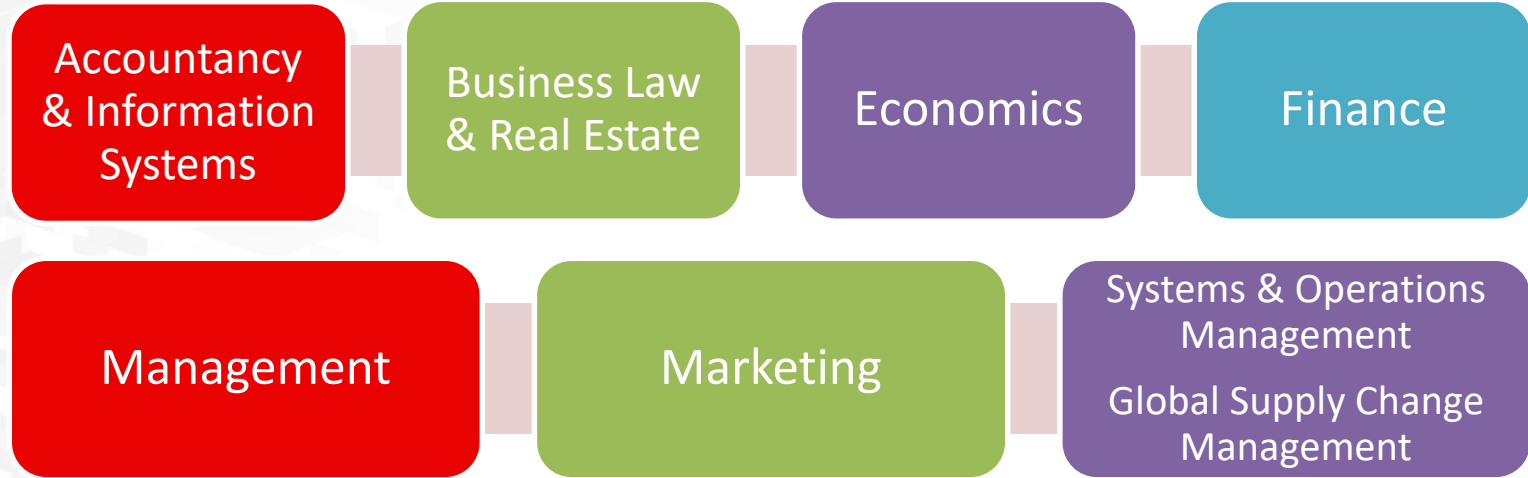 Accountancy
& Information
Systems
Business Law
& Real Estate
Economics
Finance
Management
Marketing
Systems & Operations
Management
Global Supply Change
Management